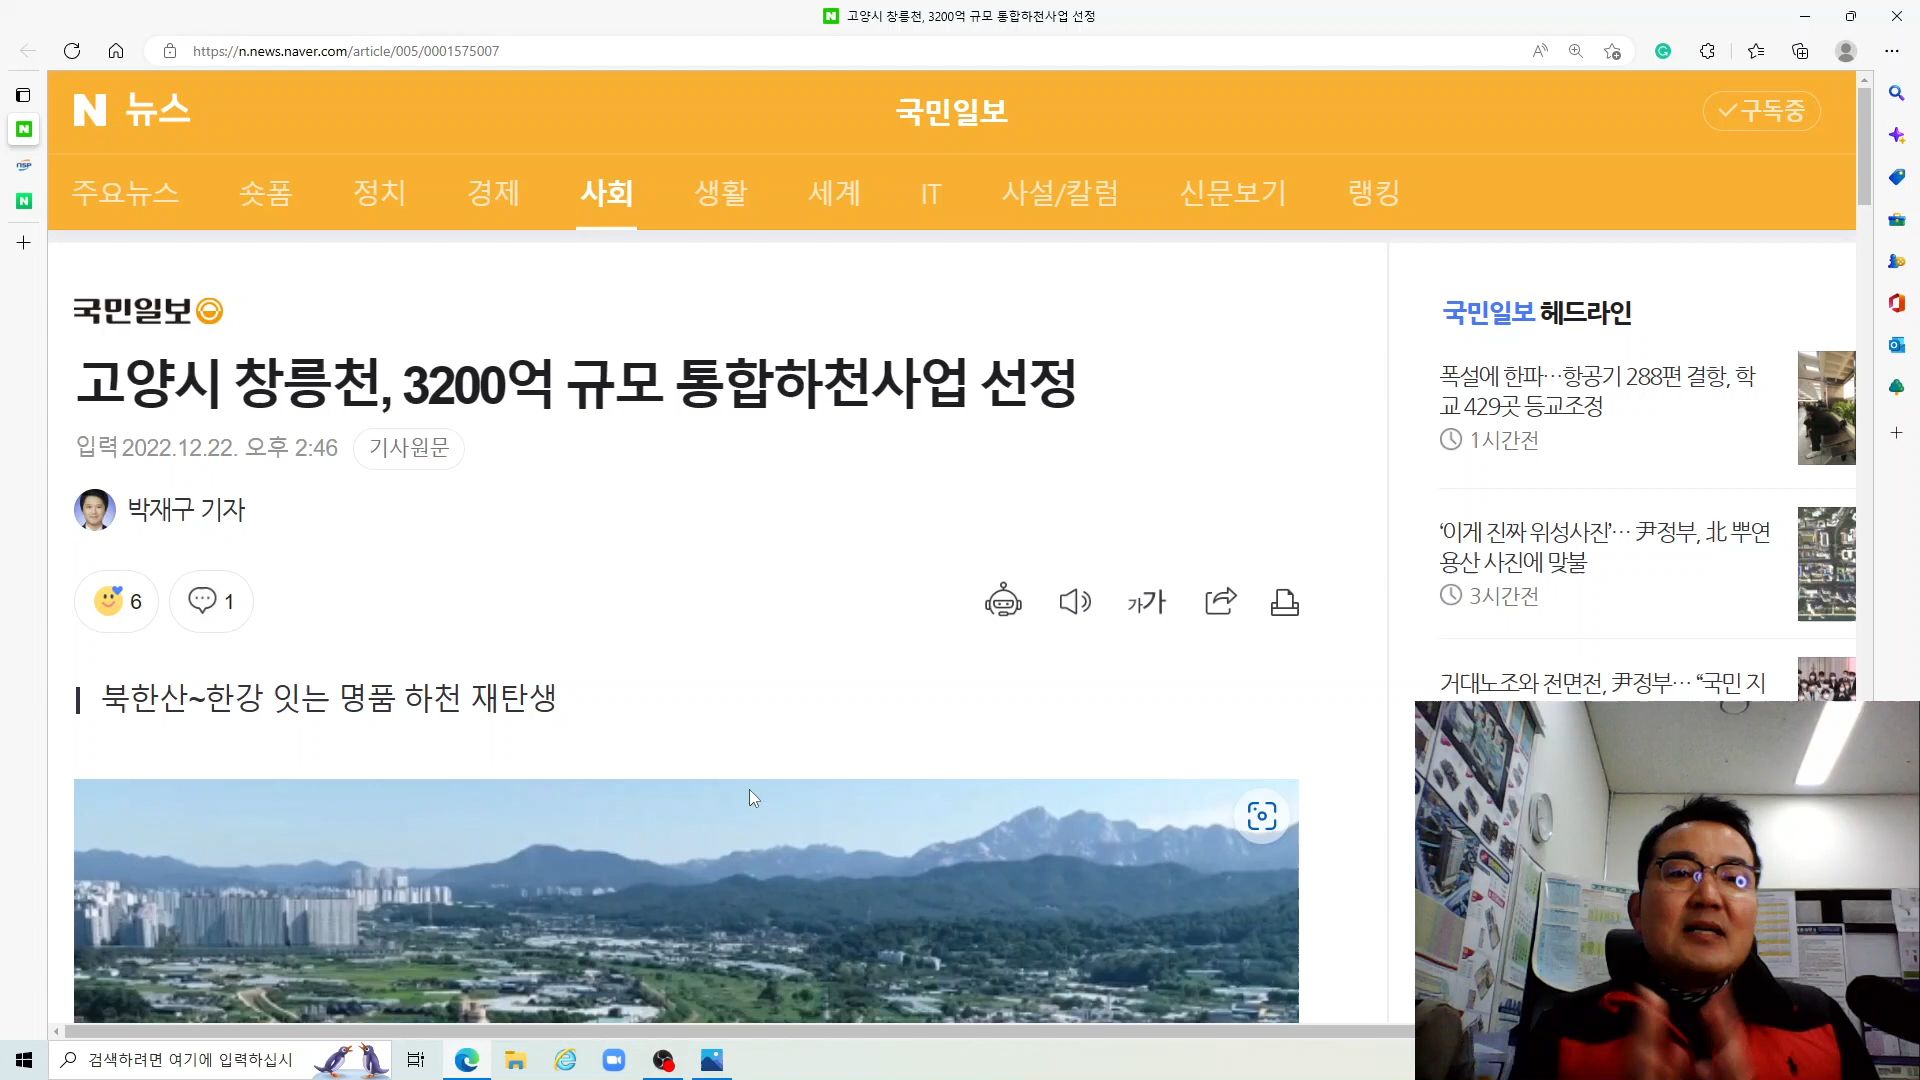 고양시 창릉천, 3200억 규모 통합하천사업 선정
https://n.news.naver.com/article/005/0001575007
N 뉴스
국민일보
구독중
주요뉴스 숏폼 정치 경제 사회 생활 세계 IT 사설/칼럼 신문보기 랭킹
국민일보
고양시 창릉천, 3200억 규모 통합하천사업 선정
입력 2022.12.22. 오후 2:46 기사원문
박재구 기자
6 1
가가
북한산~한강 잇는 명품 하천 재탄생
국민일보 헤드라인
폭설에 한파…항공기 288편 결항, 학
교 429곳 등교조정
1시간전
‘이게 진짜 위성사진’… 尹정부, 北 뿌연
용산 사진에 맞불
3시간전
거대노조와 전면전, 尹정부… “국민 지
검색하려면 여기에 입력하십시